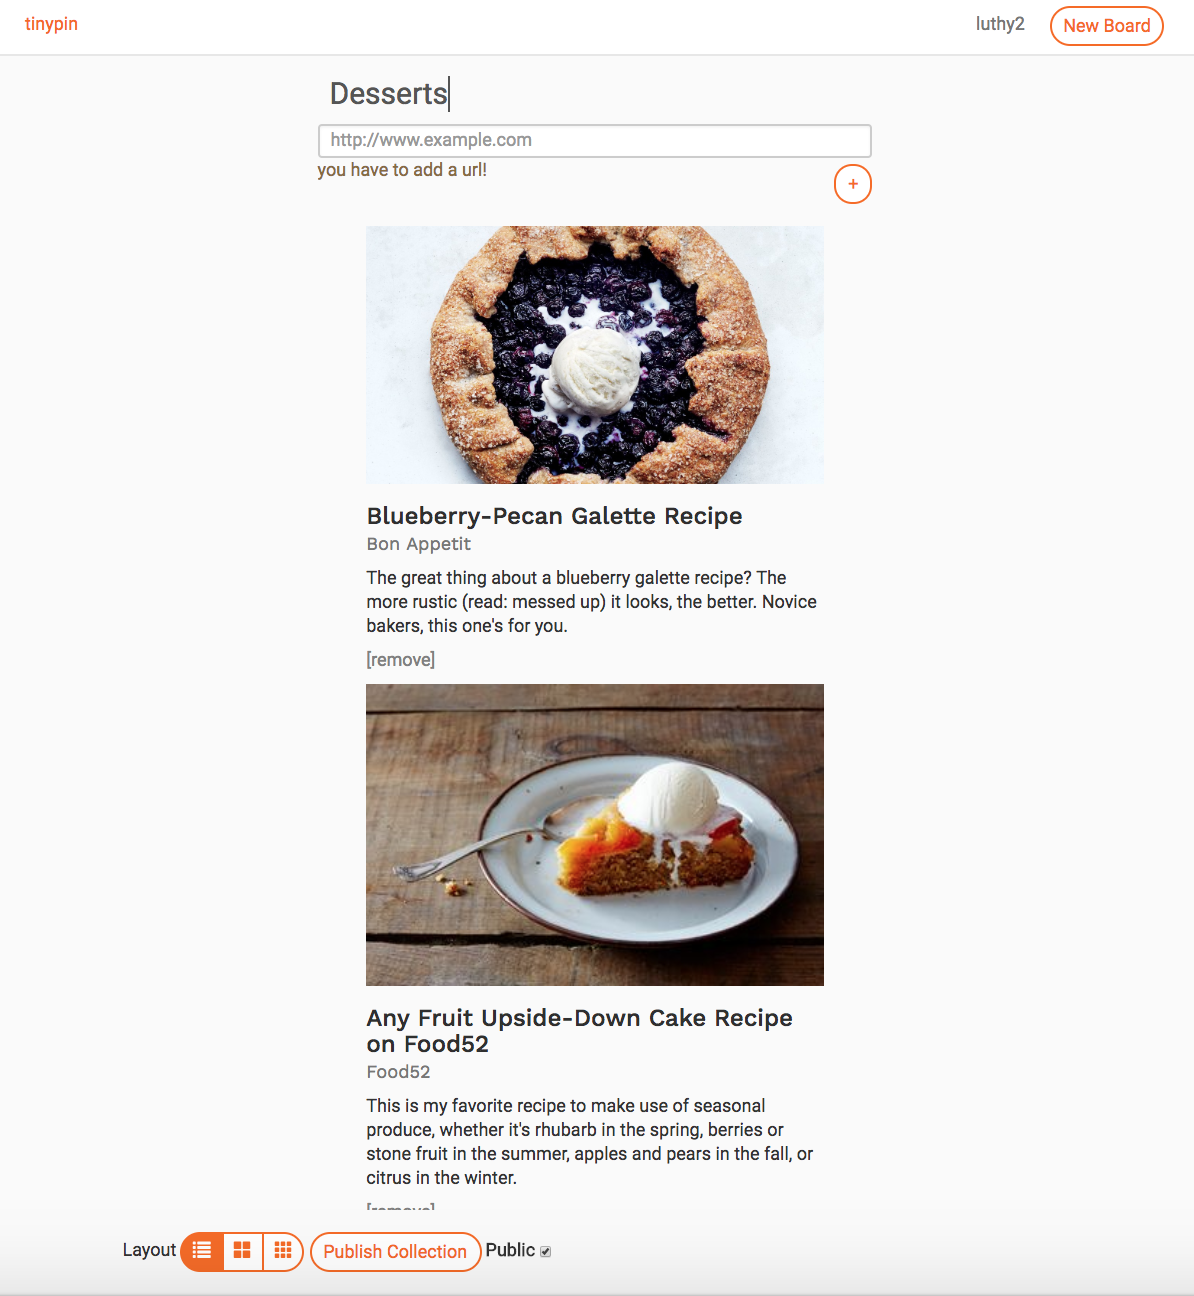 tinypin
luthy2
New Board
Desserts
http://www.example.com
you have to add a url!
+
Blueberry-Pecan Galette Recipe
Bon Appetit
The great thing about a blueberry galette recipe? The
more rustic (read: messed up) it looks, the better. Novice
bakers, this one's for you.
[remove]
Any Fruit Upside-Down Cake Recipe
on Food52
Food52
This is my favorite recipe to make use of seasonal
produce, whether it's rhubarb in the spring, berries or
stone fruit in the summer, apples and pears in the fall, or
citrus in the winter.
[remove]
Layout
Publish Collection
Public